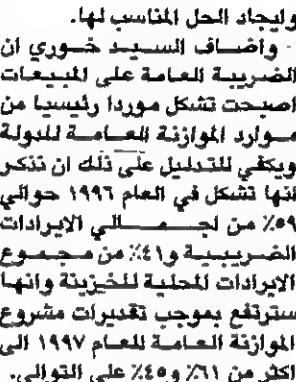 وليجاد الحل المناسب لها.
- واضاف السيد خوري ان
الضريبة العامة على المبيعات
اصبحت تشكل موردا رئيسيا من
موارد الموازنة العامة للدولة
ويكفي للتدليل على ذلك ان نذكر
انها تشكل في العام ١٩٩٦ حوالي
٥٩٪ من اجمالي الايرادات
الضريبية و٤١٪ من مجموع
الايرادات المحلية للخزينة وانها
سترتفع بموجب تقديرات مشروع
الموازنة العامة للعام ١٩٩٧ الى
اكثر من ٦١٪ و٤٥٪ على التوالي.